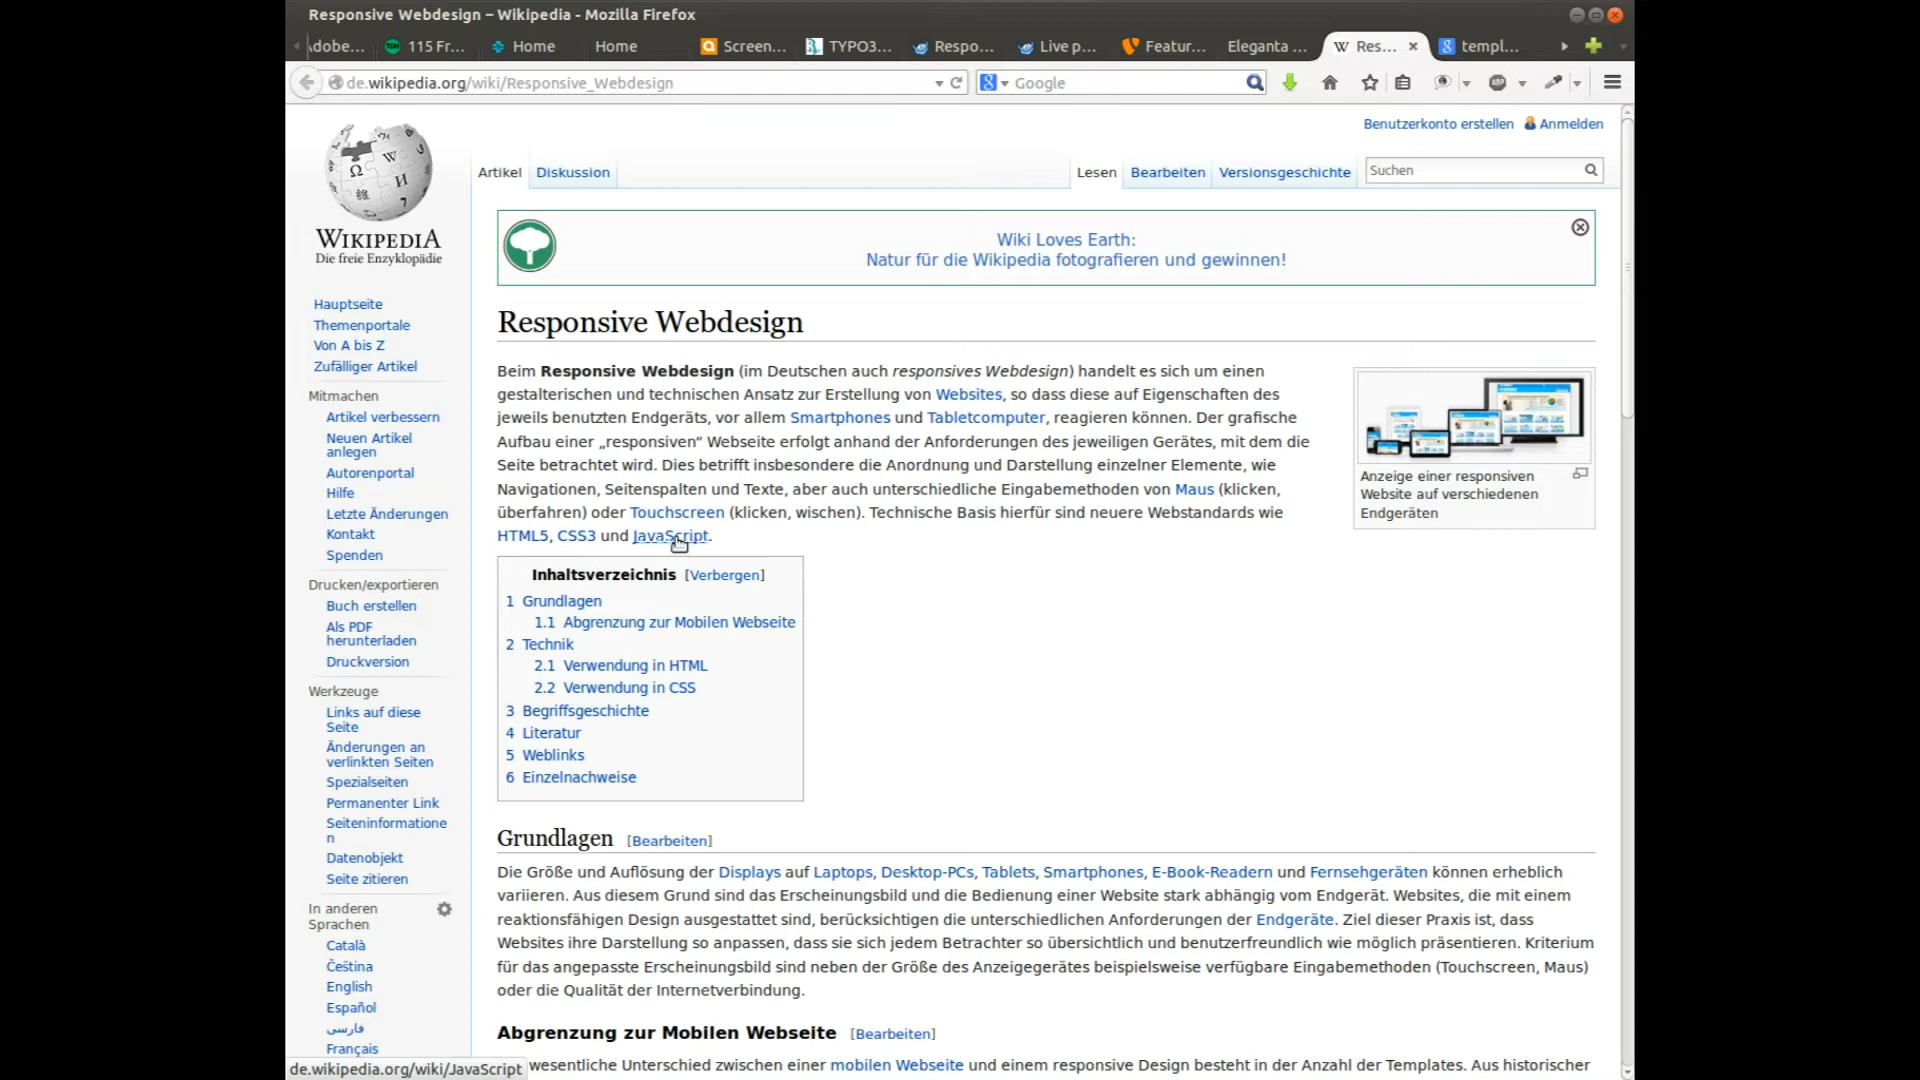 Responsive Webdesign – Wikipedia - Mozilla Firefox
Adobe... 115 Fr... Home Home Screen... TYPO3... Respo... Live p... Featur... Eleganta ... Res... templ...
de.wikipedia.org/wiki/Responsive_Webdesign
Google
Benutzerkonto erstellen Anmelden
Artikel Diskussion Lesen Bearbeiten Versionsgeschichte Suchen
WIKIPEDIA
Die freie Enzyklopädie
Hauptseite
Themenportale
Von A bis Z
Zufälliger Artikel
Mitmachen
Artikel verbessern
Neuen Artikel
anlegen
Autorenportal
Hilfe
Letzte Änderungen
Kontakt
Spenden
Drucken/exportieren
Buch erstellen
Als PDF
herunterladen
Druckversion
Werkzeuge
Links auf diese
Seite
Änderungen an
verlinkten Seiten
Spezialseiten
Permanenter Link
Seiteninformatione
n
Datenobjekt
Seite zitieren
In anderen
Sprachen
Català
Čeština
English
Español
فارسی
Français
Wiki Loves Earth:
Natur für die Wikipedia fotografieren und gewinnen!
Responsive Webdesign
Beim Responsive Webdesign (im Deutschen auch responsives Webdesign) handelt es sich um einen
gestalterischen und technischen Ansatz zur Erstellung von Websites, so dass diese auf Eigenschaften des
jeweils benutzten Endgeräts, vor allem Smartphones und Tabletcomputer, reagieren können. Der grafische
Aufbau einer „responsiven“ Webseite erfolgt anhand der Anforderungen des jeweiligen Gerätes, mit dem die
Seite betrachtet wird. Dies betrifft insbesondere die Anordnung und Darstellung einzelner Elemente, wie
Navigationen, Seitenspalten und Texte, aber auch unterschiedliche Eingabemethoden von Maus (klicken,
überfahren) oder Touchscreen (klicken, wischen). Technische Basis hierfür sind neuere Webstandards wie
HTML5, CSS3 und JavaScript.
Anzeige einer responsiven
Website auf verschiedenen
Endgeräten
Inhaltsverzeichnis [Verbergen]
1 Grundlagen
1.1 Abgrenzung zur Mobilen Webseite
2 Technik
2.1 Verwendung in HTML
2.2 Verwendung in CSS
3 Begriffsgeschichte
4 Literatur
5 Weblinks
6 Einzelnachweise
Grundlagen [Bearbeiten]
Die Größe und Auflösung der Displays auf Laptops, Desktop-PCs, Tablets, Smartphones, E-Book-Readern und Fernsehgeräten können erheblich
variieren. Aus diesem Grund sind das Erscheinungsbild und die Bedienung einer Website stark abhängig vom Endgerät. Websites, die mit einem
reaktionsfähigen Design ausgestattet sind, berücksichtigen die unterschiedlichen Anforderungen der Endgeräte. Ziel dieser Praxis ist, dass
Websites ihre Darstellung so anpassen, dass sie sich jedem Betrachter so übersichtlich und benutzerfreundlich wie möglich präsentieren. Kriterium
für das angepasste Erscheinungsbild sind neben der Größe des Anzeigegerätes beispielsweise verfügbare Eingabemethoden (Touchscreen, Maus)
oder die Qualität der Internetverbindung.
Abgrenzung zur Mobilen Webseite [Bearbeiten]
wesentliche Unterschied zwischen einer mobilen Webseite und einem responsive Design besteht in der Anzahl der Templates. Aus historischer
de.wikipedia.org/wiki/JavaScript